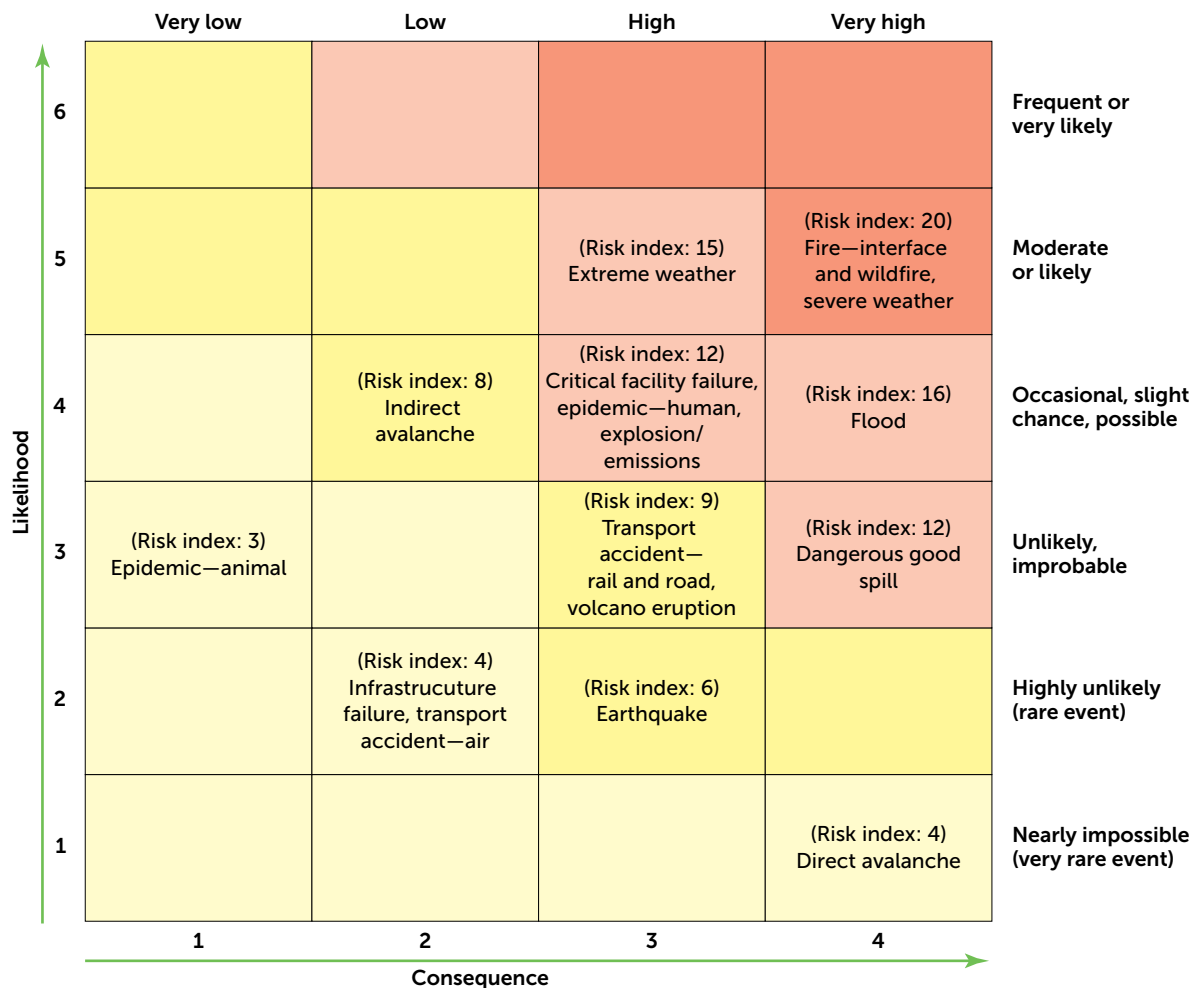 Very low
Low
High
Very high
6
Frequent or
very likely
5
(Risk index: 15)
Extreme weather
(Risk index: 20)
Fire—interface
and wildfire,
severe weather
Moderate
or likely
4
(Risk index: 8)
Indirect
avalanche
(Risk index: 12)
Critical facility failure,
epidemic—human,
explosion/
emissions
(Risk index: 16)
Flood
Occasional, slight
chance, possible
Likelihood
3
(Risk index: 3)
Epidemic—animal
(Risk index: 9)
Transport
accident—
rail and road,
volcano eruption
(Risk index: 12)
Dangerous good
spill
Unlikely,
improbable
2
(Risk index: 4)
Infrastrucuture
failure, transport
accident—air
(Risk index: 6)
Earthquake
Highly unlikely
(rare event)
1
(Risk index: 4)
Direct avalanche
Nearly impossible
(very rare event)
1
2
3
4
Consequence